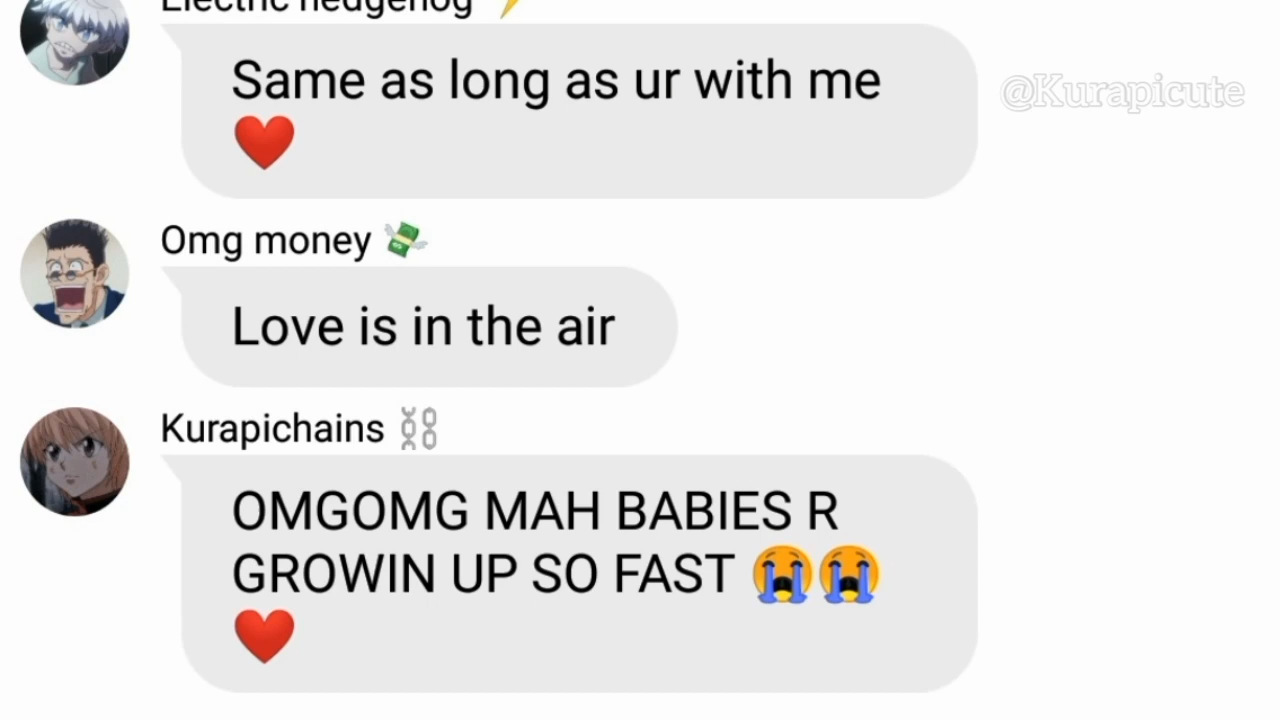 Electric hedgehog ⚡
Same as long as ur with me
❤️
@Kurapicute
Omg money 💸
Love is in the air
Kurapichains ⛓️
OMGOMG MAH BABIES R
GROWIN UP SO FAST 😭😭
❤️